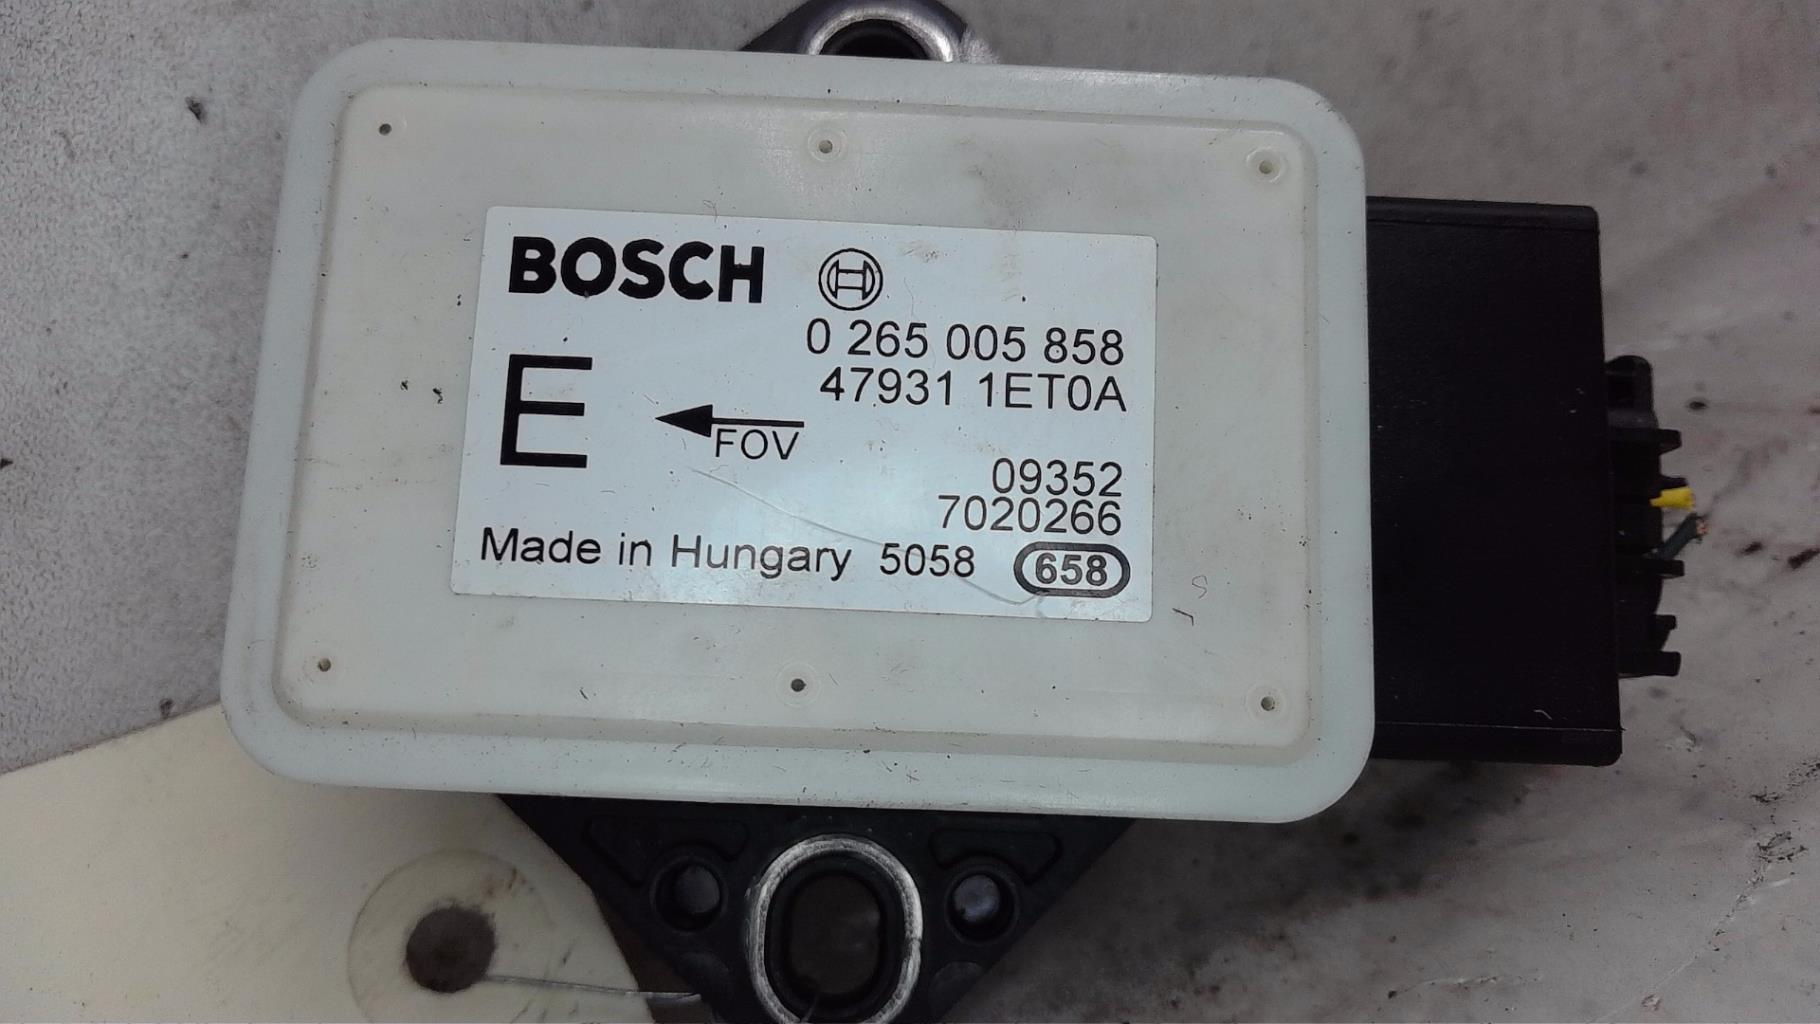 BOSCH
0 265 005 858
47931 1ET0A
E
FOV
09352
7020266
Made in Hungary 5058 658